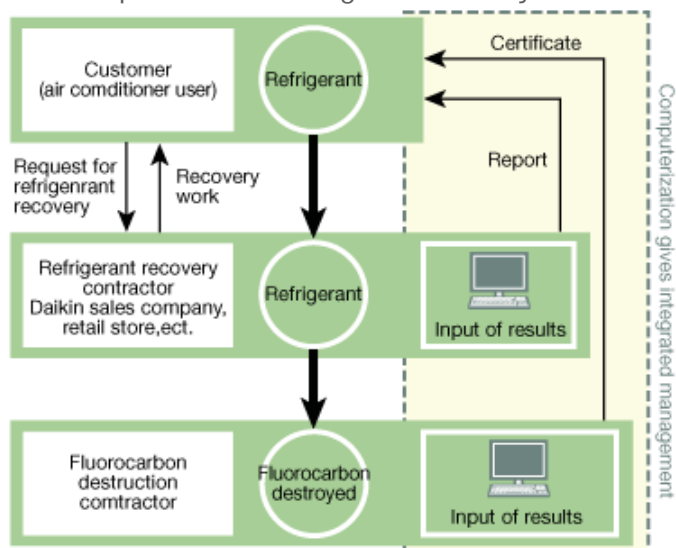 Certificate
Customer
(air comditioner user)
Refrigerant
Report
Request for
refrigenrant
recovery
Recovery
work
Refrigerant recovery
contractor
Daikin sales company,
retail store,ect.
Refrigerant
Input of results
Fluorocarbon
destruction
comtractor
Fluorocarbon
destroyed
Input of results
Computerization gives integrated management